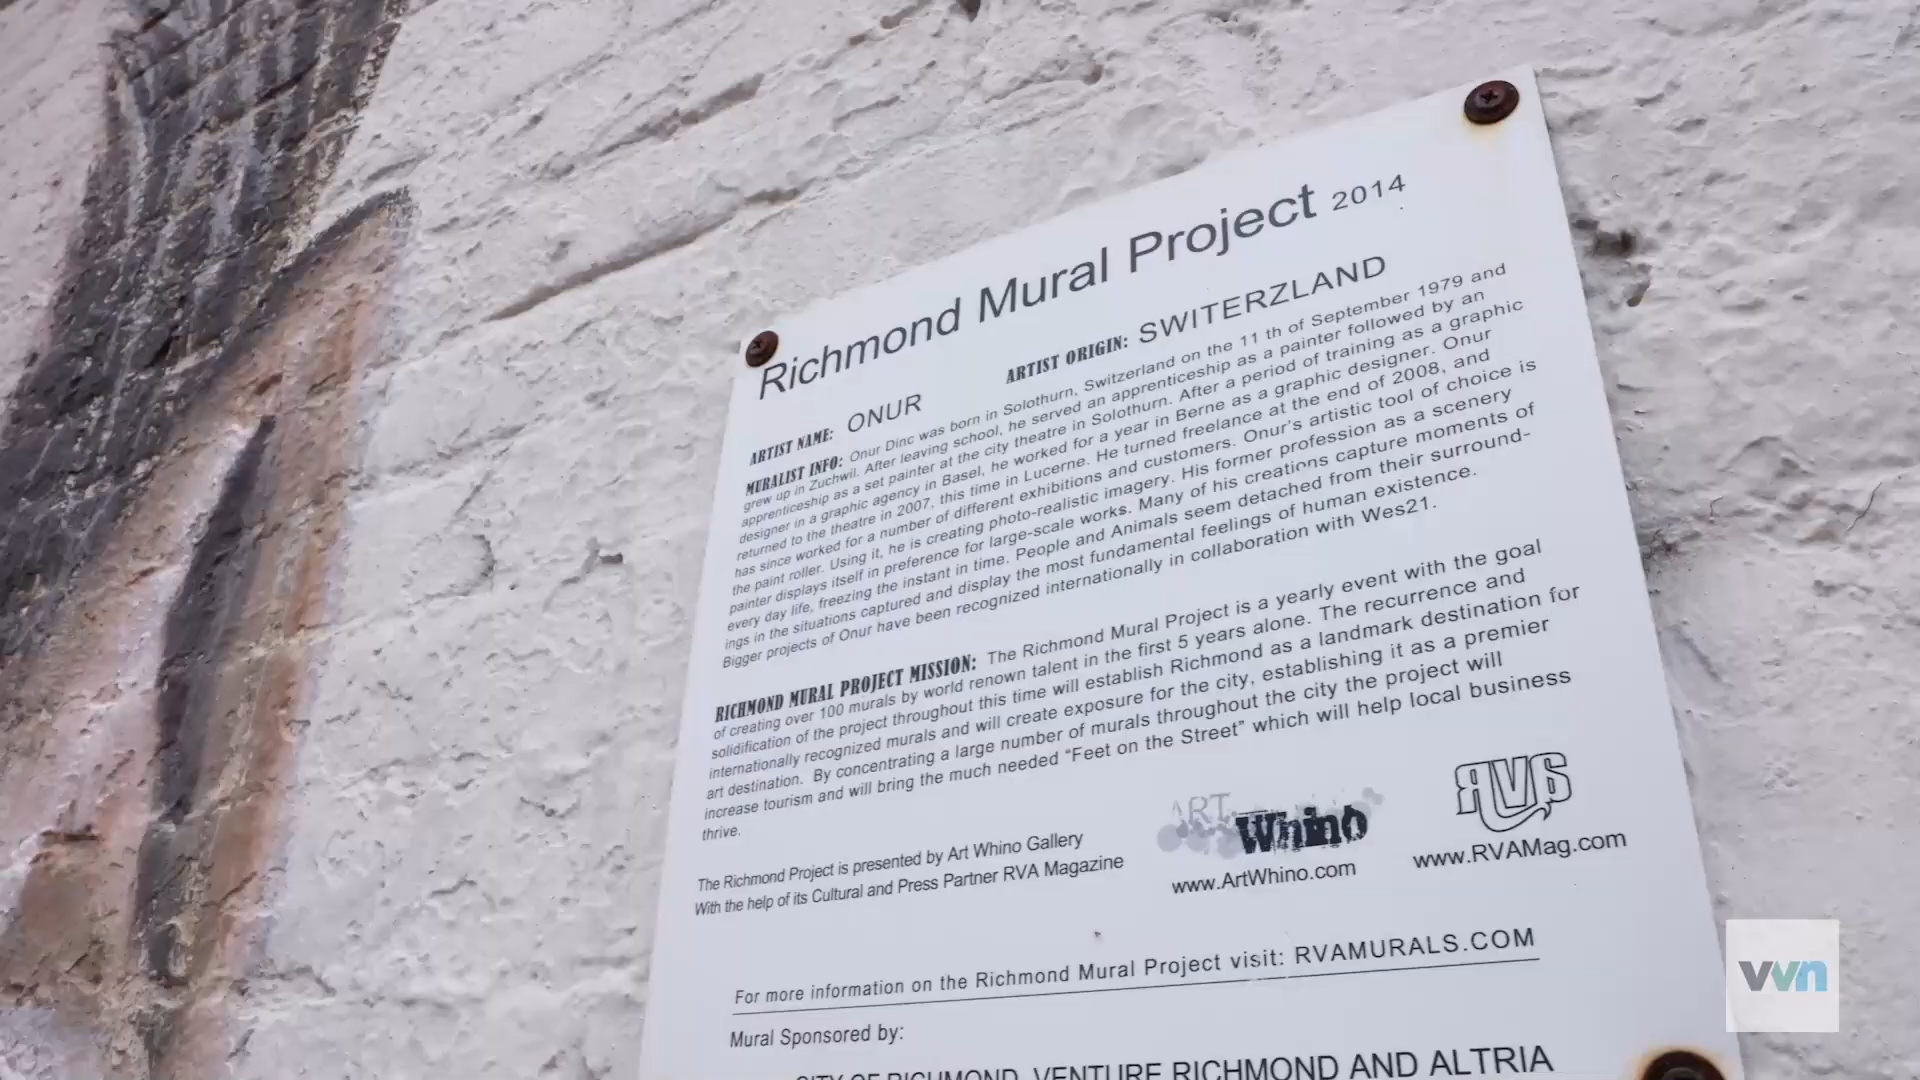 Richmond Mural Project 2014
ARTIST NAME: ONUR ARTIST ORIGIN: SWITERZLAND
MURALIST INFO: Onur Dinc was born in Solothurn, Switzerland on the 11 th of September 1979 and
grew up in Zuchwil. After leaving school, he served an apprenticeship as a painter followed by an
apprenticeship as a set painter at the city theatre in Solothurn. After a period of training as a graphic
designer in a graphic agency in Basel, he worked for a year in Berne as a graphic designer. Onur
returned to the theatre in 2007, this time in Lucerne. He turned freelance at the end of 2008, and
has since worked for a number of different exhibitions and customers. Onur's artistic tool of choice is
the paint roller. Using it, he is creating photo-realistic imagery. His former profession as a scenery
painter displays itself in preference for large-scale works. Many of his creations capture moments of
every day life, freezing the instant in time. People and Animals seem detached from their surround-
ings in the situations captured and display the most fundamental feelings of human existence.
Bigger projects of Onur have been recognized internationally in collaboration with Wes21.
RICHMOND MURAL PROJECT MISSION: The Richmond Mural Project is a yearly event with the goal
of creating over 100 murals by world renown talent in the first 5 years alone. The recurrence and
solidification of the project throughout this time will establish Richmond as a landmark destination for
internationally recognized murals and will create exposure for the city, establishing it as a premier
art destination. By concentrating a large number of murals throughout the city the project will
increase tourism and will bring the much needed "Feet on the Street" which will help local business
thrive.
The Richmond Project is presented by Art Whino Gallery
With the help of its Cultural and Press Partner RVA Magazine
ART Whino
www.ArtWhino.com
RVA
www.RVAMag.com
For more information on the Richmond Mural Project visit: RVAMURALS.COM
Mural Sponsored by:
CITY OF RICHMOND, VENTURE RICHMOND AND ALTRIA
vvn